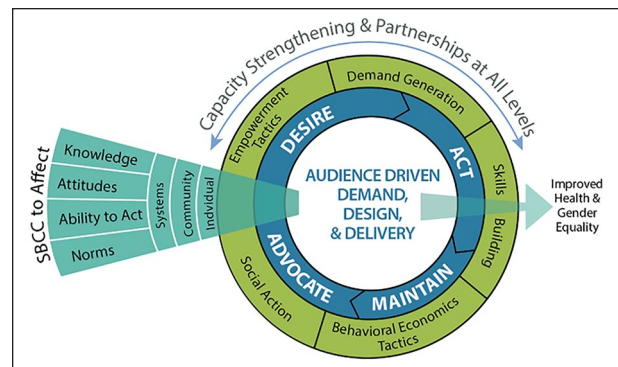 Capacity Strengthening & Partnerships at All Levels
SBCC to Affect
Knowledge
Attitudes
Ability to Act
Norms
Systems
Community
Individual
Empowerment
Tactics
Demand Generation
Skills
Building
Behavioral Economics
Tactics
Social Action
DESIRE
ACT
MAINTAIN
ADVOCATE
AUDIENCE DRIVEN
DEMAND,
DESIGN,
& DELIVERY
Improved
Health &
Gender
Equality